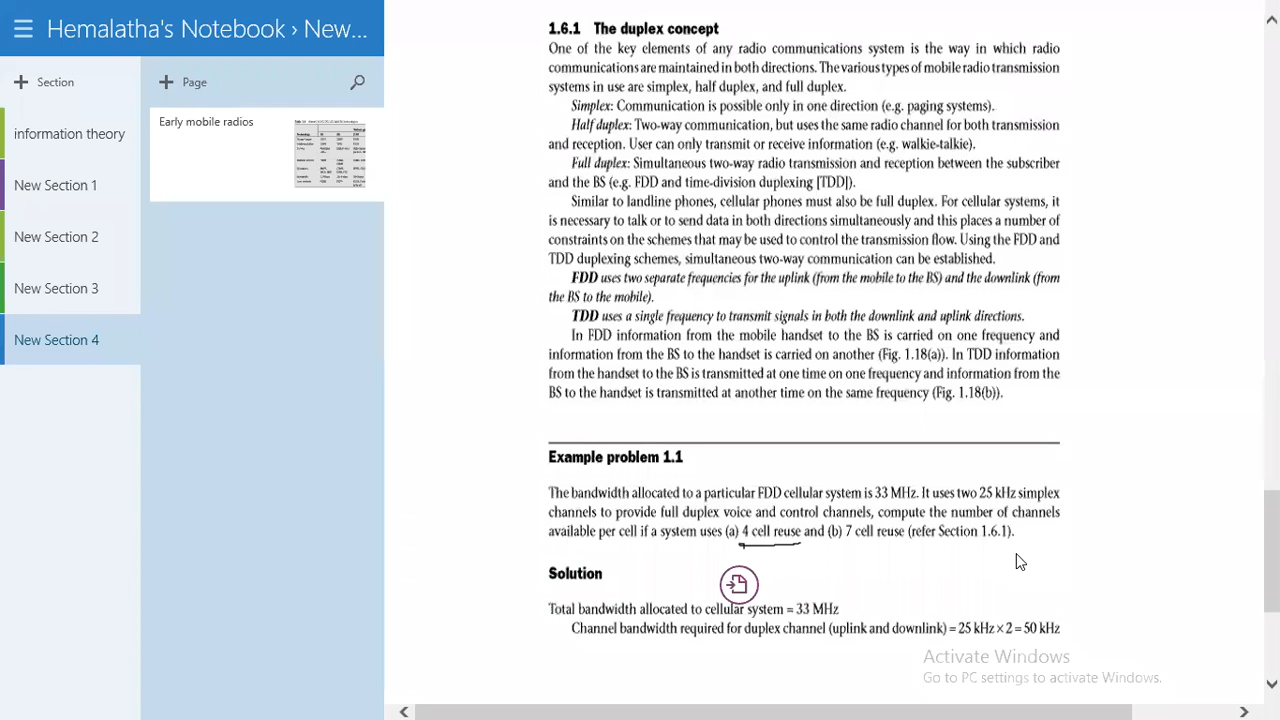 Hemalatha's Notebook › New...
Section
Page
Early mobile radios
information theory
New Section 1
New Section 2
New Section 3
New Section 4
1.6.1 The duplex concept
One of the key elements of any radio communications system is the way in which radio
communications are maintained in both directions. The various types of mobile radio transmission
systems in use are simplex, half duplex, and full duplex.
Simplex: Communication is possible only in one direction (e.g. paging systems).
Half duplex: Two-way communication, but uses the same radio channel for both transmission
and reception. User can only transmit or receive information (e.g. walkie-talkie).
Full duplex: Simultaneous two-way radio transmission and reception between the subscriber
and the BS (e.g. FDD and time-division duplexing [TDD]).
Similar to landline phones, cellular phones must also be full duplex. For cellular systems, it
is necessary to talk or to send data in both directions simultaneously and this places a number of
constraints on the schemes that may be used to control the transmission flow. Using the FDD and
TDD duplexing schemes, simultaneous two-way communication can be established.
FDD uses two separate frequencies for the uplink (from the mobile to the BS) and the downlink (from
the BS to the mobile).
TDD uses a single frequency to transmit signals in both the downlink and uplink directions.
In FDD information from the mobile handset to the BS is carried on one frequency and
information from the BS to the handset is carried on another (Fig. 1.18(a)). In TDD information
from the handset to the BS is transmitted at one time on one frequency and information from the
BS to the handset is transmitted at another time on the same frequency (Fig. 1.18(b)).
Example problem 1.1
The bandwidth allocated to a particular FDD cellular system is 33 MHz. It uses two 25 kHz simplex
channels to provide full duplex voice and control channels, compute the number of channels
available per cell if a system uses (a) 4 cell reuse and (b) 7 cell reuse (refer Section 1.6.1).
Solution
Total bandwidth allocated to cellular system = 33 MHz
Channel bandwidth required for duplex channel (uplink and downlink) = 25 kHz × 2 = 50 kHz
Activate Windows
Go to PC settings to activate Windows.